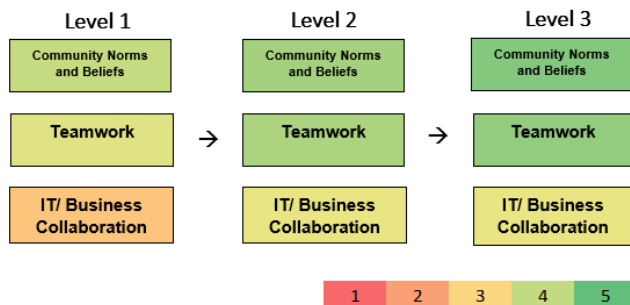 Level 1 Level 2 Level 3
Community Norms and Beliefs Community Norms and Beliefs Community Norms and Beliefs
Teamwork → Teamwork → Teamwork
IT/ Business Collaboration IT/ Business Collaboration IT/ Business Collaboration
1 2 3 4 5